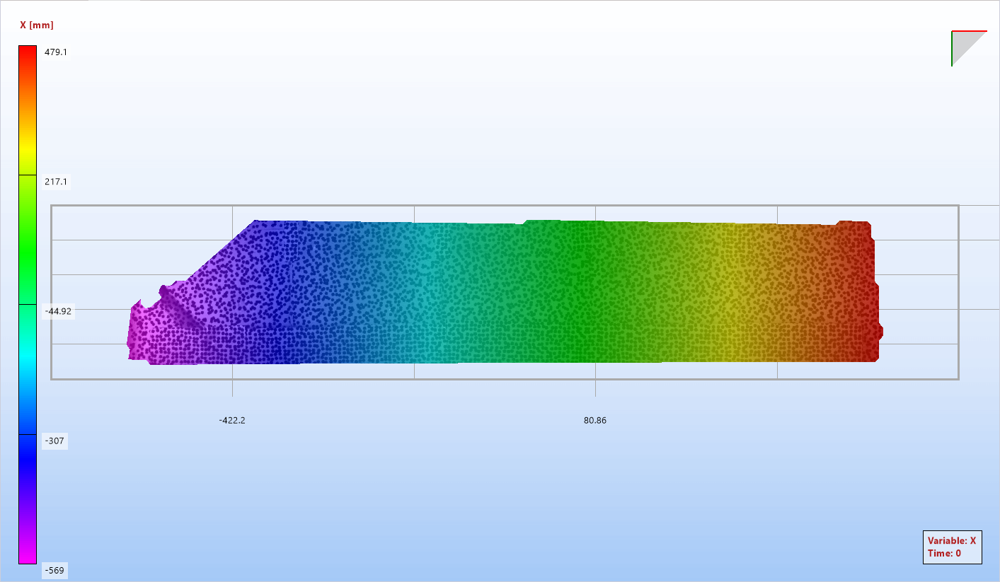 X [mm]
479.1
217.1
-44.92
-307
-569
-422.2
80.86
Variable: X
Time: 0